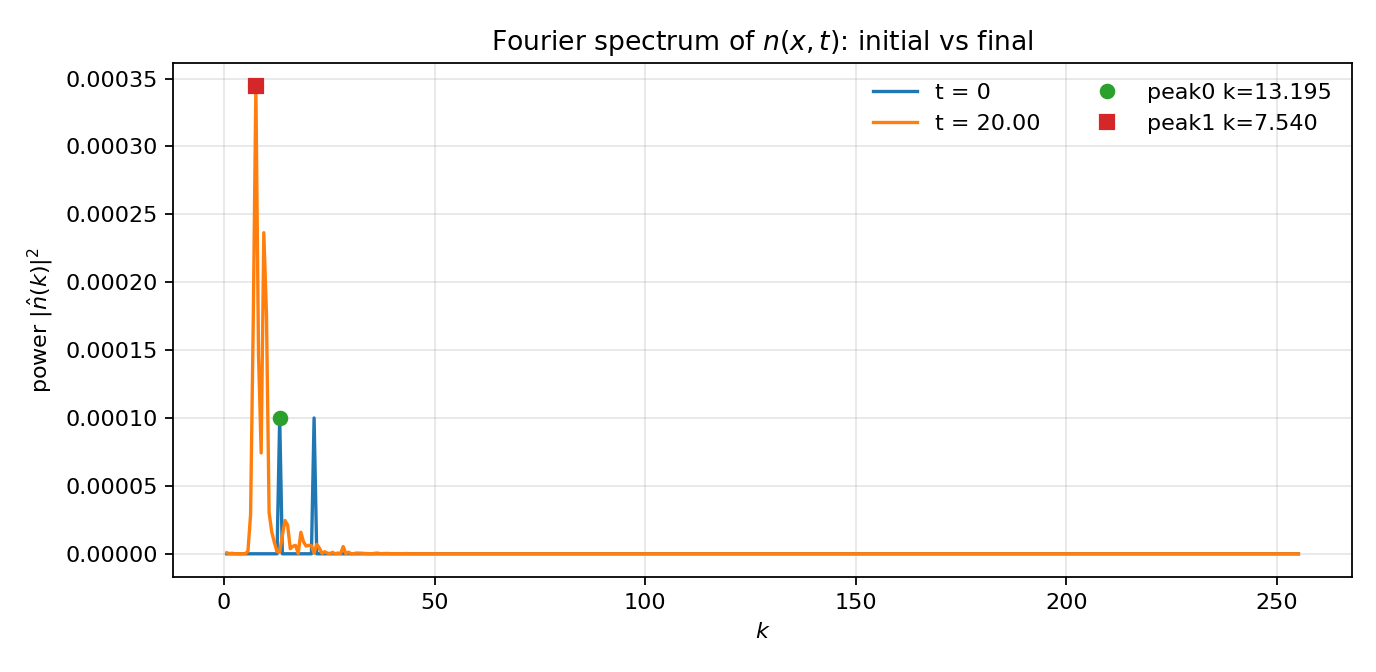 Fourier spectrum of n(x, t): initial vs final
t = 0
t = 20.00
peak0 k=13.195
peak1 k=7.540
power |n̂(k)|²
0.00035
0.00030
0.00025
0.00020
0.00015
0.00010
0.00005
0.00000
0 50 100 150 200 250
k